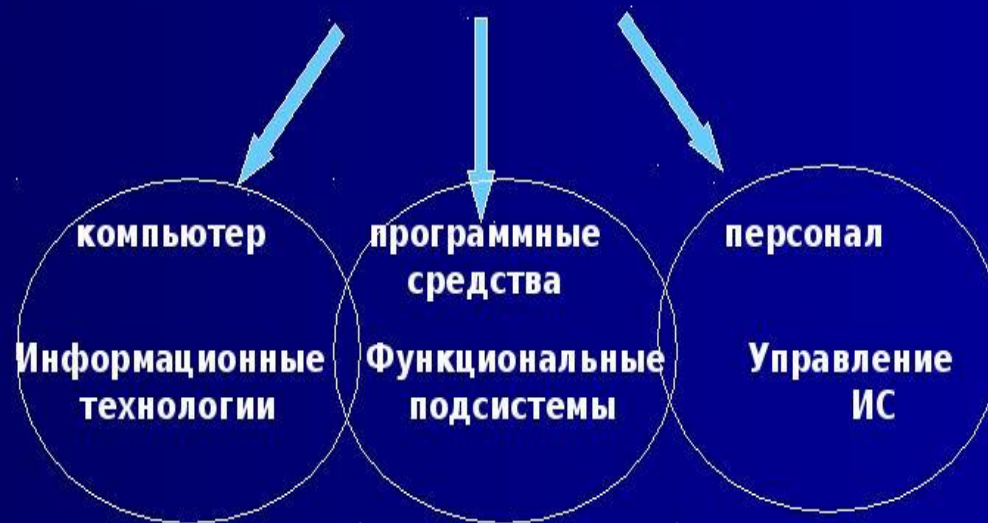 компьютер
программные
средства
персонал
Информационные
технологии
Функциональные
подсистемы
Управление
ИС